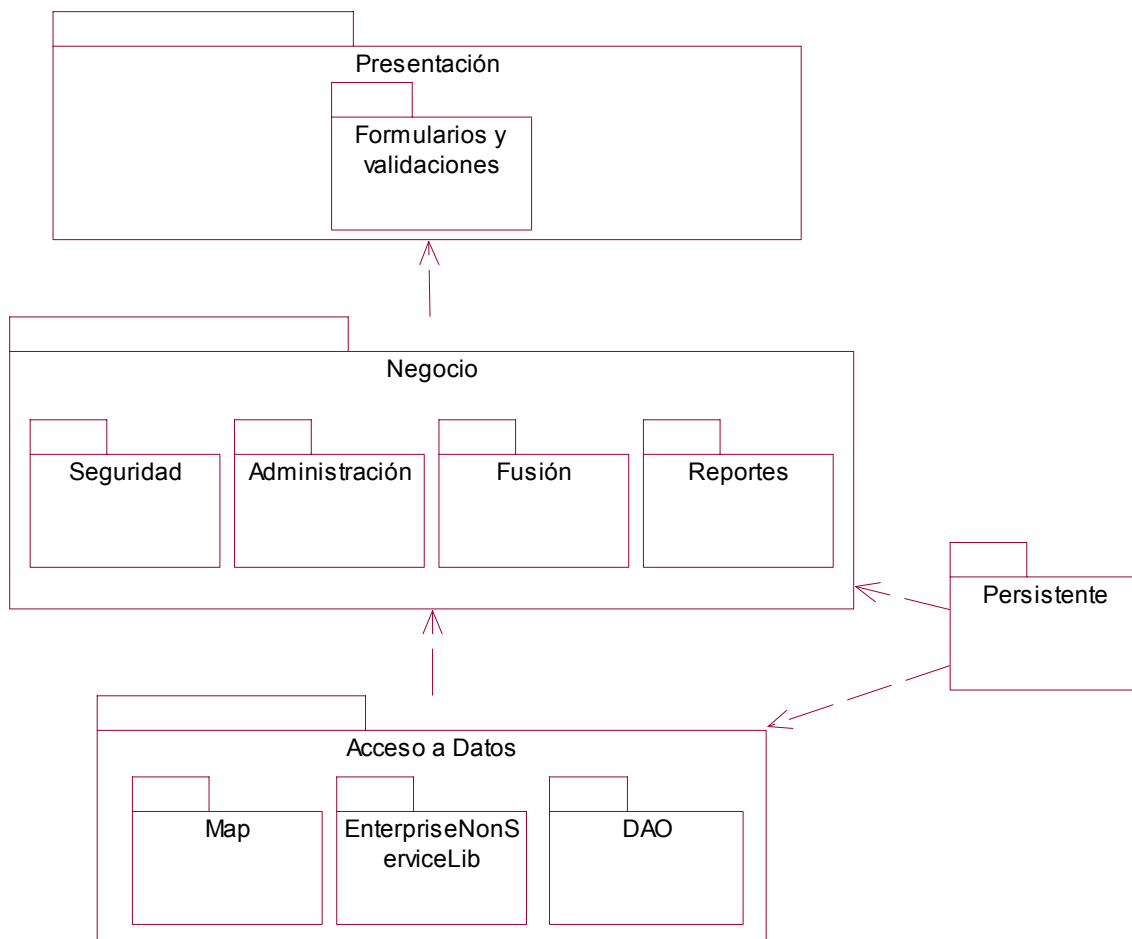 Presentación
Formularios y
validaciones
Negocio
Seguridad
Administración
Fusión
Reportes
Persistente
Acceso a Datos
Map
EnterpriseNonS
erviceLib
DAO